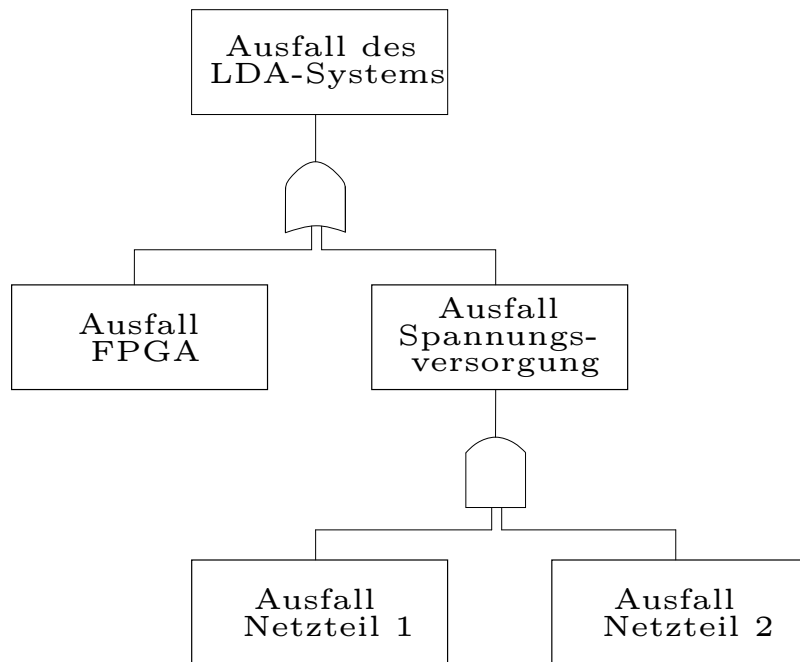 Ausfall des
LDA-Systems
Ausfall
FPGA
Ausfall
Spannungs-
versorgung
Ausfall
Netzteil 1
Ausfall
Netzteil 2